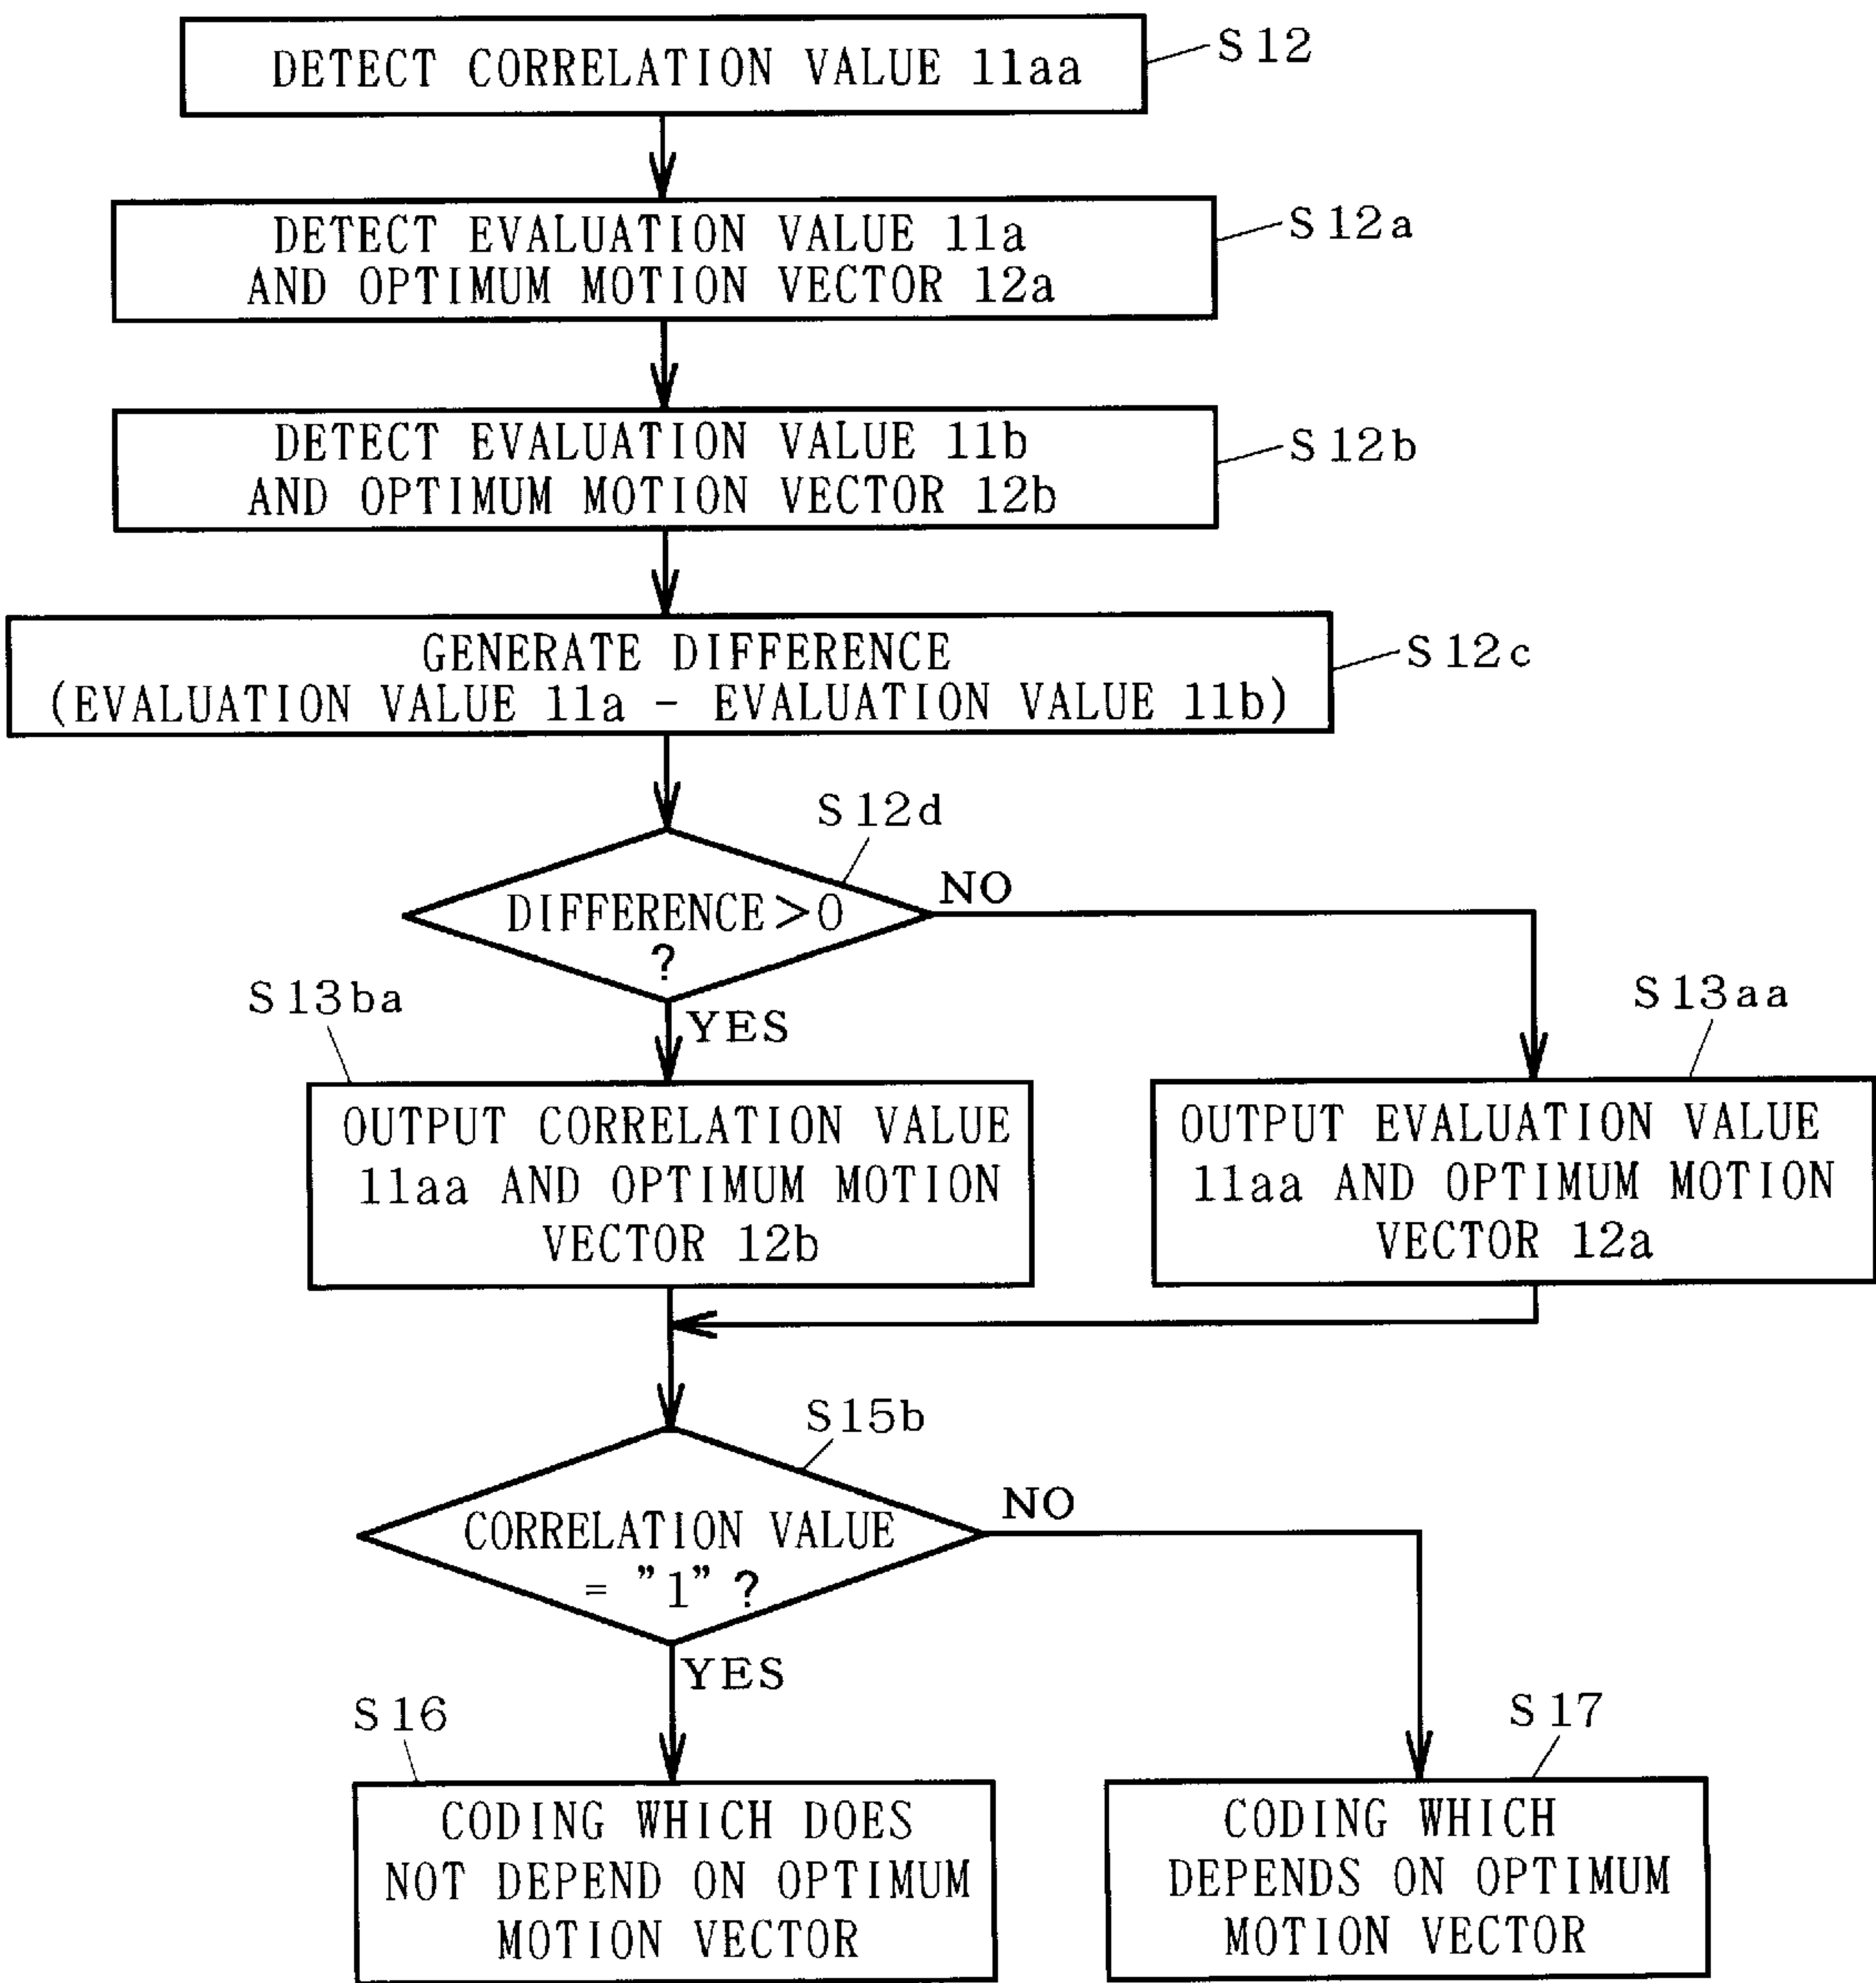 DETECT CORRELATION VALUE 11aa
S12
DETECT EVALUATION VALUE 11a
AND OPTIMUM MOTION VECTOR 12a
S12a
DETECT EVALUATION VALUE 11b
AND OPTIMUM MOTION VECTOR 12b
S12b
GENERATE DIFFERENCE
(EVALUATION VALUE 11a - EVALUATION VALUE 11b)
S12c
S12d
DIFFERENCE>0
?
NO
YES
S13ba
S13aa
OUTPUT CORRELATION VALUE
11aa AND OPTIMUM MOTION
VECTOR 12b
OUTPUT EVALUATION VALUE
11aa AND OPTIMUM MOTION
VECTOR 12a
S15b
CORRELATION VALUE
= ”1” ?
NO
YES
S16
S17
CODING WHICH DOES
NOT DEPEND ON OPTIMUM
MOTION VECTOR
CODING WHICH
DEPENDS ON OPTIMUM
MOTION VECTOR